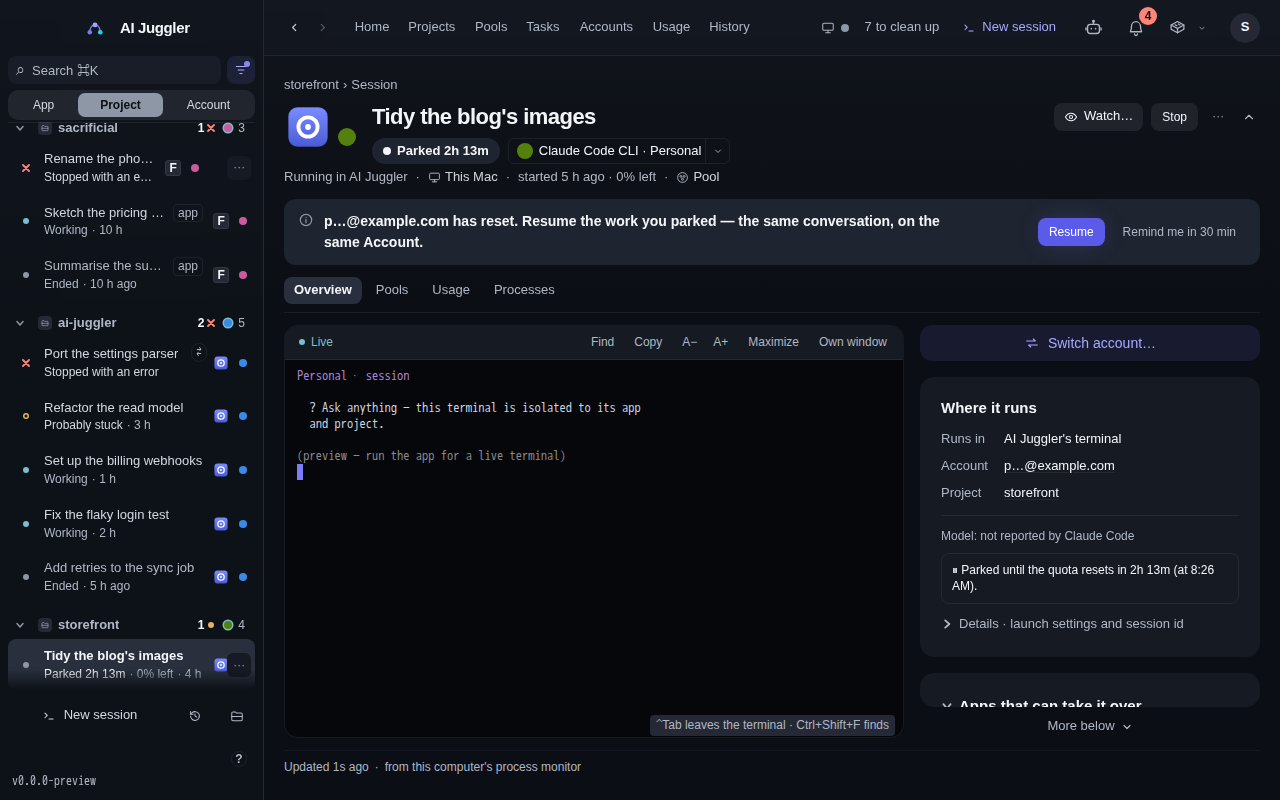 AI Juggler
Search ⌘K
App Project Account
sacrificial 1 3
Rename the pho…
Stopped with an e…
F
Sketch the pricing … app
Working · 10 h
F
Summarise the su… app
Ended · 10 h ago
F
ai-juggler 2 5
Port the settings parser
Stopped with an error
Refactor the read model
Probably stuck · 3 h
Set up the billing webhooks
Working · 1 h
Fix the flaky login test
Working · 2 h
Add retries to the sync job
Ended · 5 h ago
storefront 1 4
Tidy the blog's images
Parked 2h 13m · 0% left · 4 h
New session
?
v0.0.0-preview
Home Projects Pools Tasks Accounts Usage History
7 to clean up
New session
4
S
storefront › Session
Tidy the blog's images
Watch… Stop
Parked 2h 13m
Claude Code CLI · Personal
Running in AI Juggler · This Mac · started 5 h ago · 0% left · Pool
p…@example.com has reset. Resume the work you parked — the same conversation, on the
same Account.
Resume Remind me in 30 min
Overview Pools Usage Processes
Live
Find Copy A− A+ Maximize Own window
Personal · session
? Ask anything — this terminal is isolated to its app
and project.
(preview — run the app for a live terminal)
^Tab leaves the terminal · Ctrl+Shift+F finds
Switch account…
Where it runs
Runs in AI Juggler's terminal
Account p…@example.com
Project storefront
Model: not reported by Claude Code
Parked until the quota resets in 2h 13m (at 8:26
AM).
Details · launch settings and session id
Apps that can take it over
More below
Updated 1s ago · from this computer's process monitor